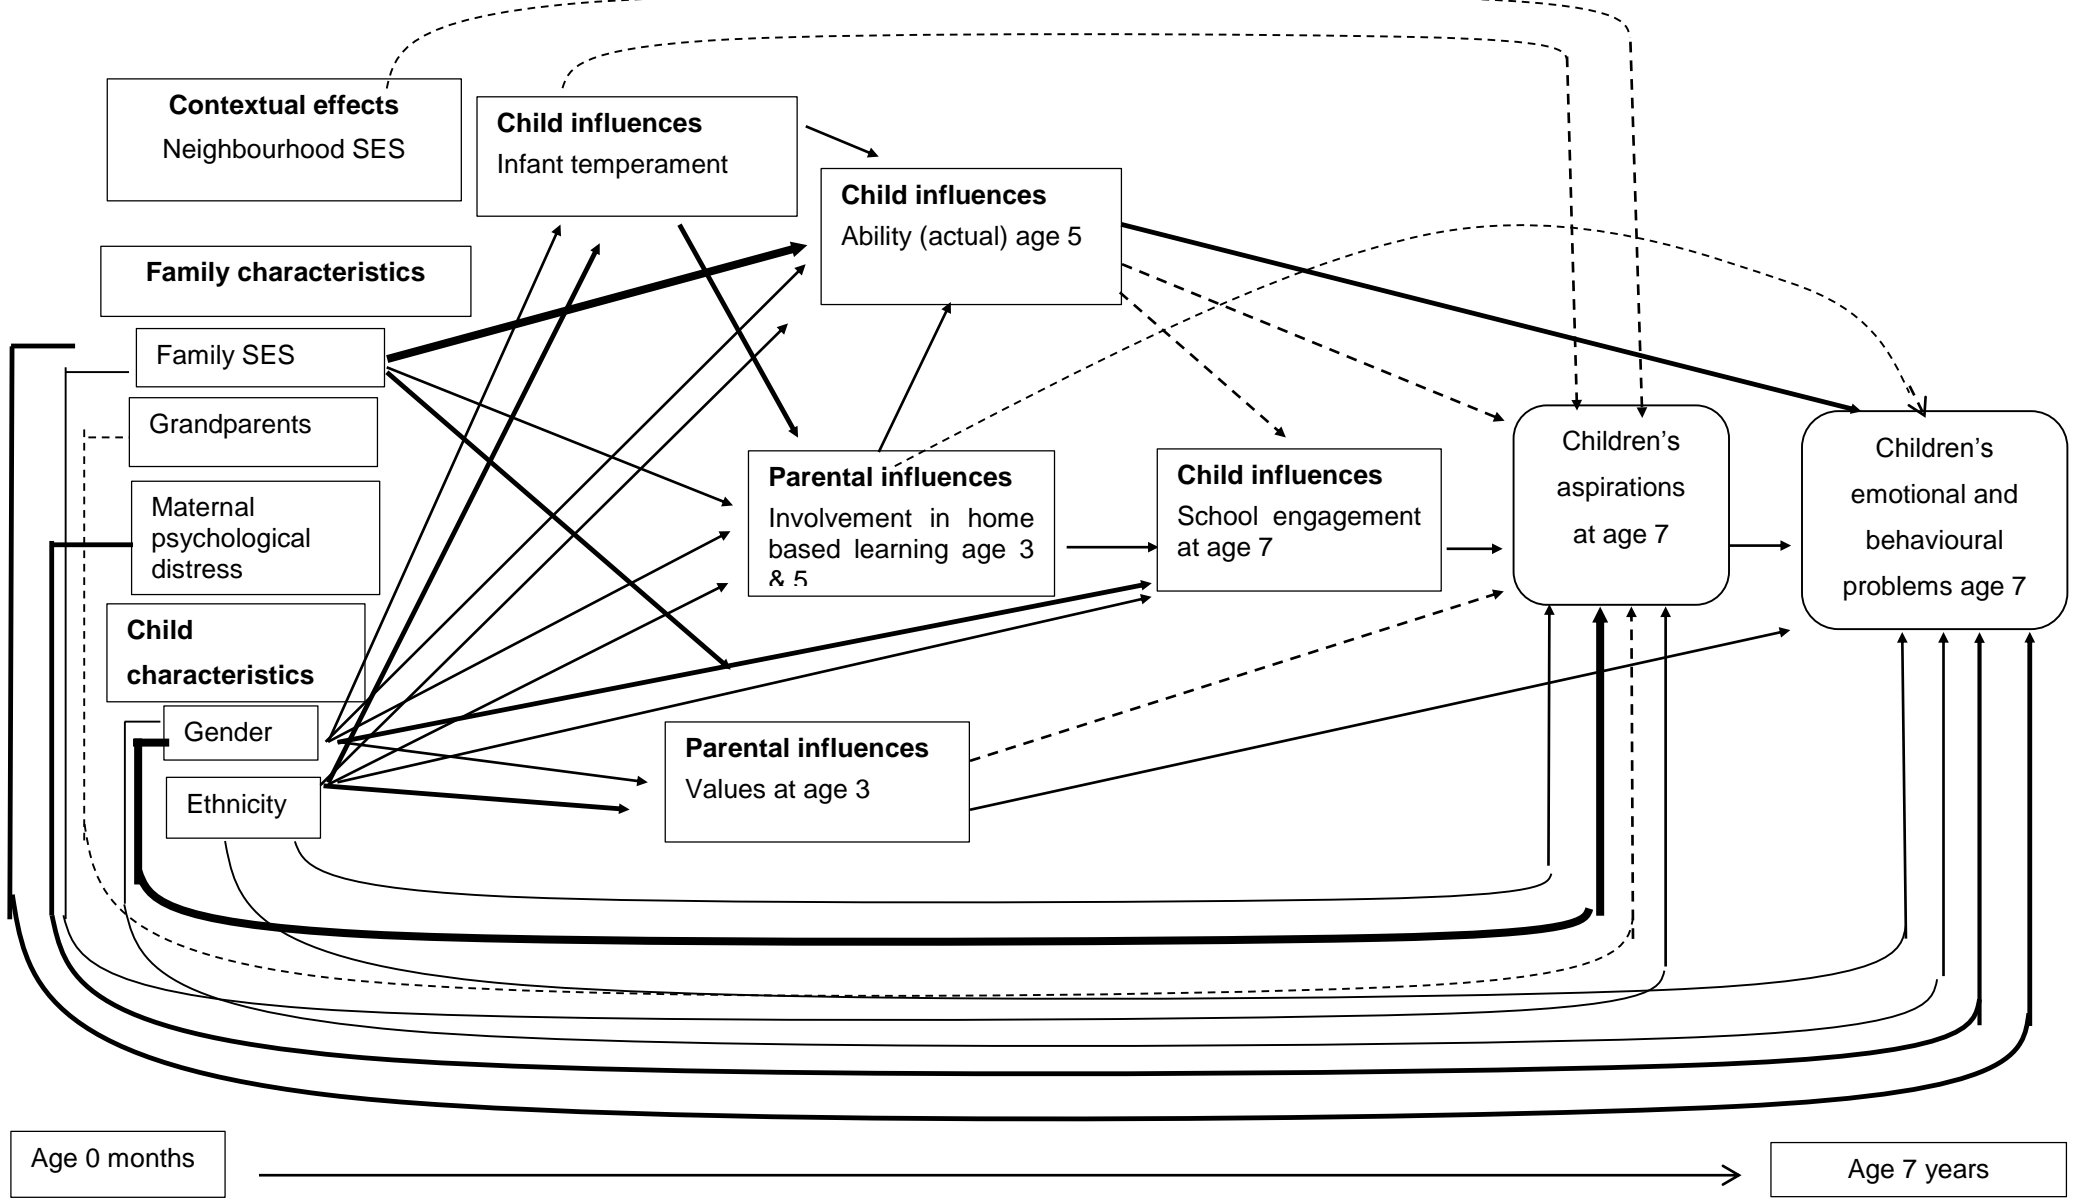 Contextual effects
Neighbourhood SES
Child influences
Infant temperament
Child influences
Ability (actual) age 5
Family characteristics
Family SES
Grandparents
Maternal
psychological
distress
Child
characteristics
Gender
Ethnicity
Parental influences
Involvement in home
based learning age 3
& 5
Child influences
School engagement
at age 7
Parental influences
Values at age 3
Children’s
aspirations
at age 7
Children’s
emotional and
behavioural
problems age 7
Age 0 months
Age 7 years